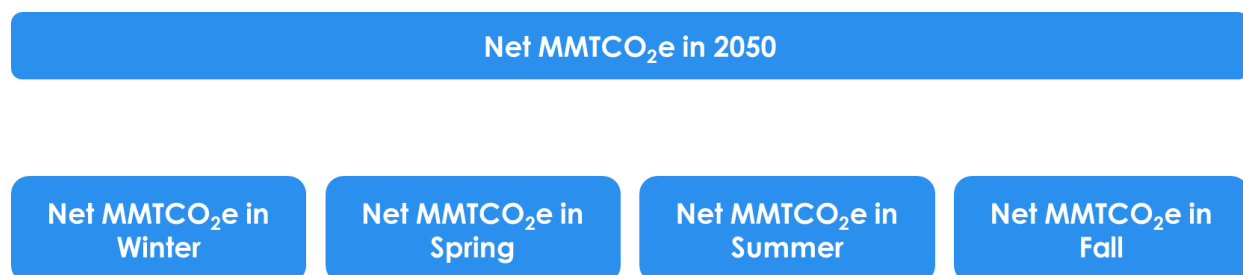 Net MMTCO₂e in 2050
Net MMTCO₂e in
Winter
Net MMTCO₂e in
Spring
Net MMTCO₂e in
Summer
Net MMTCO₂e in
Fall